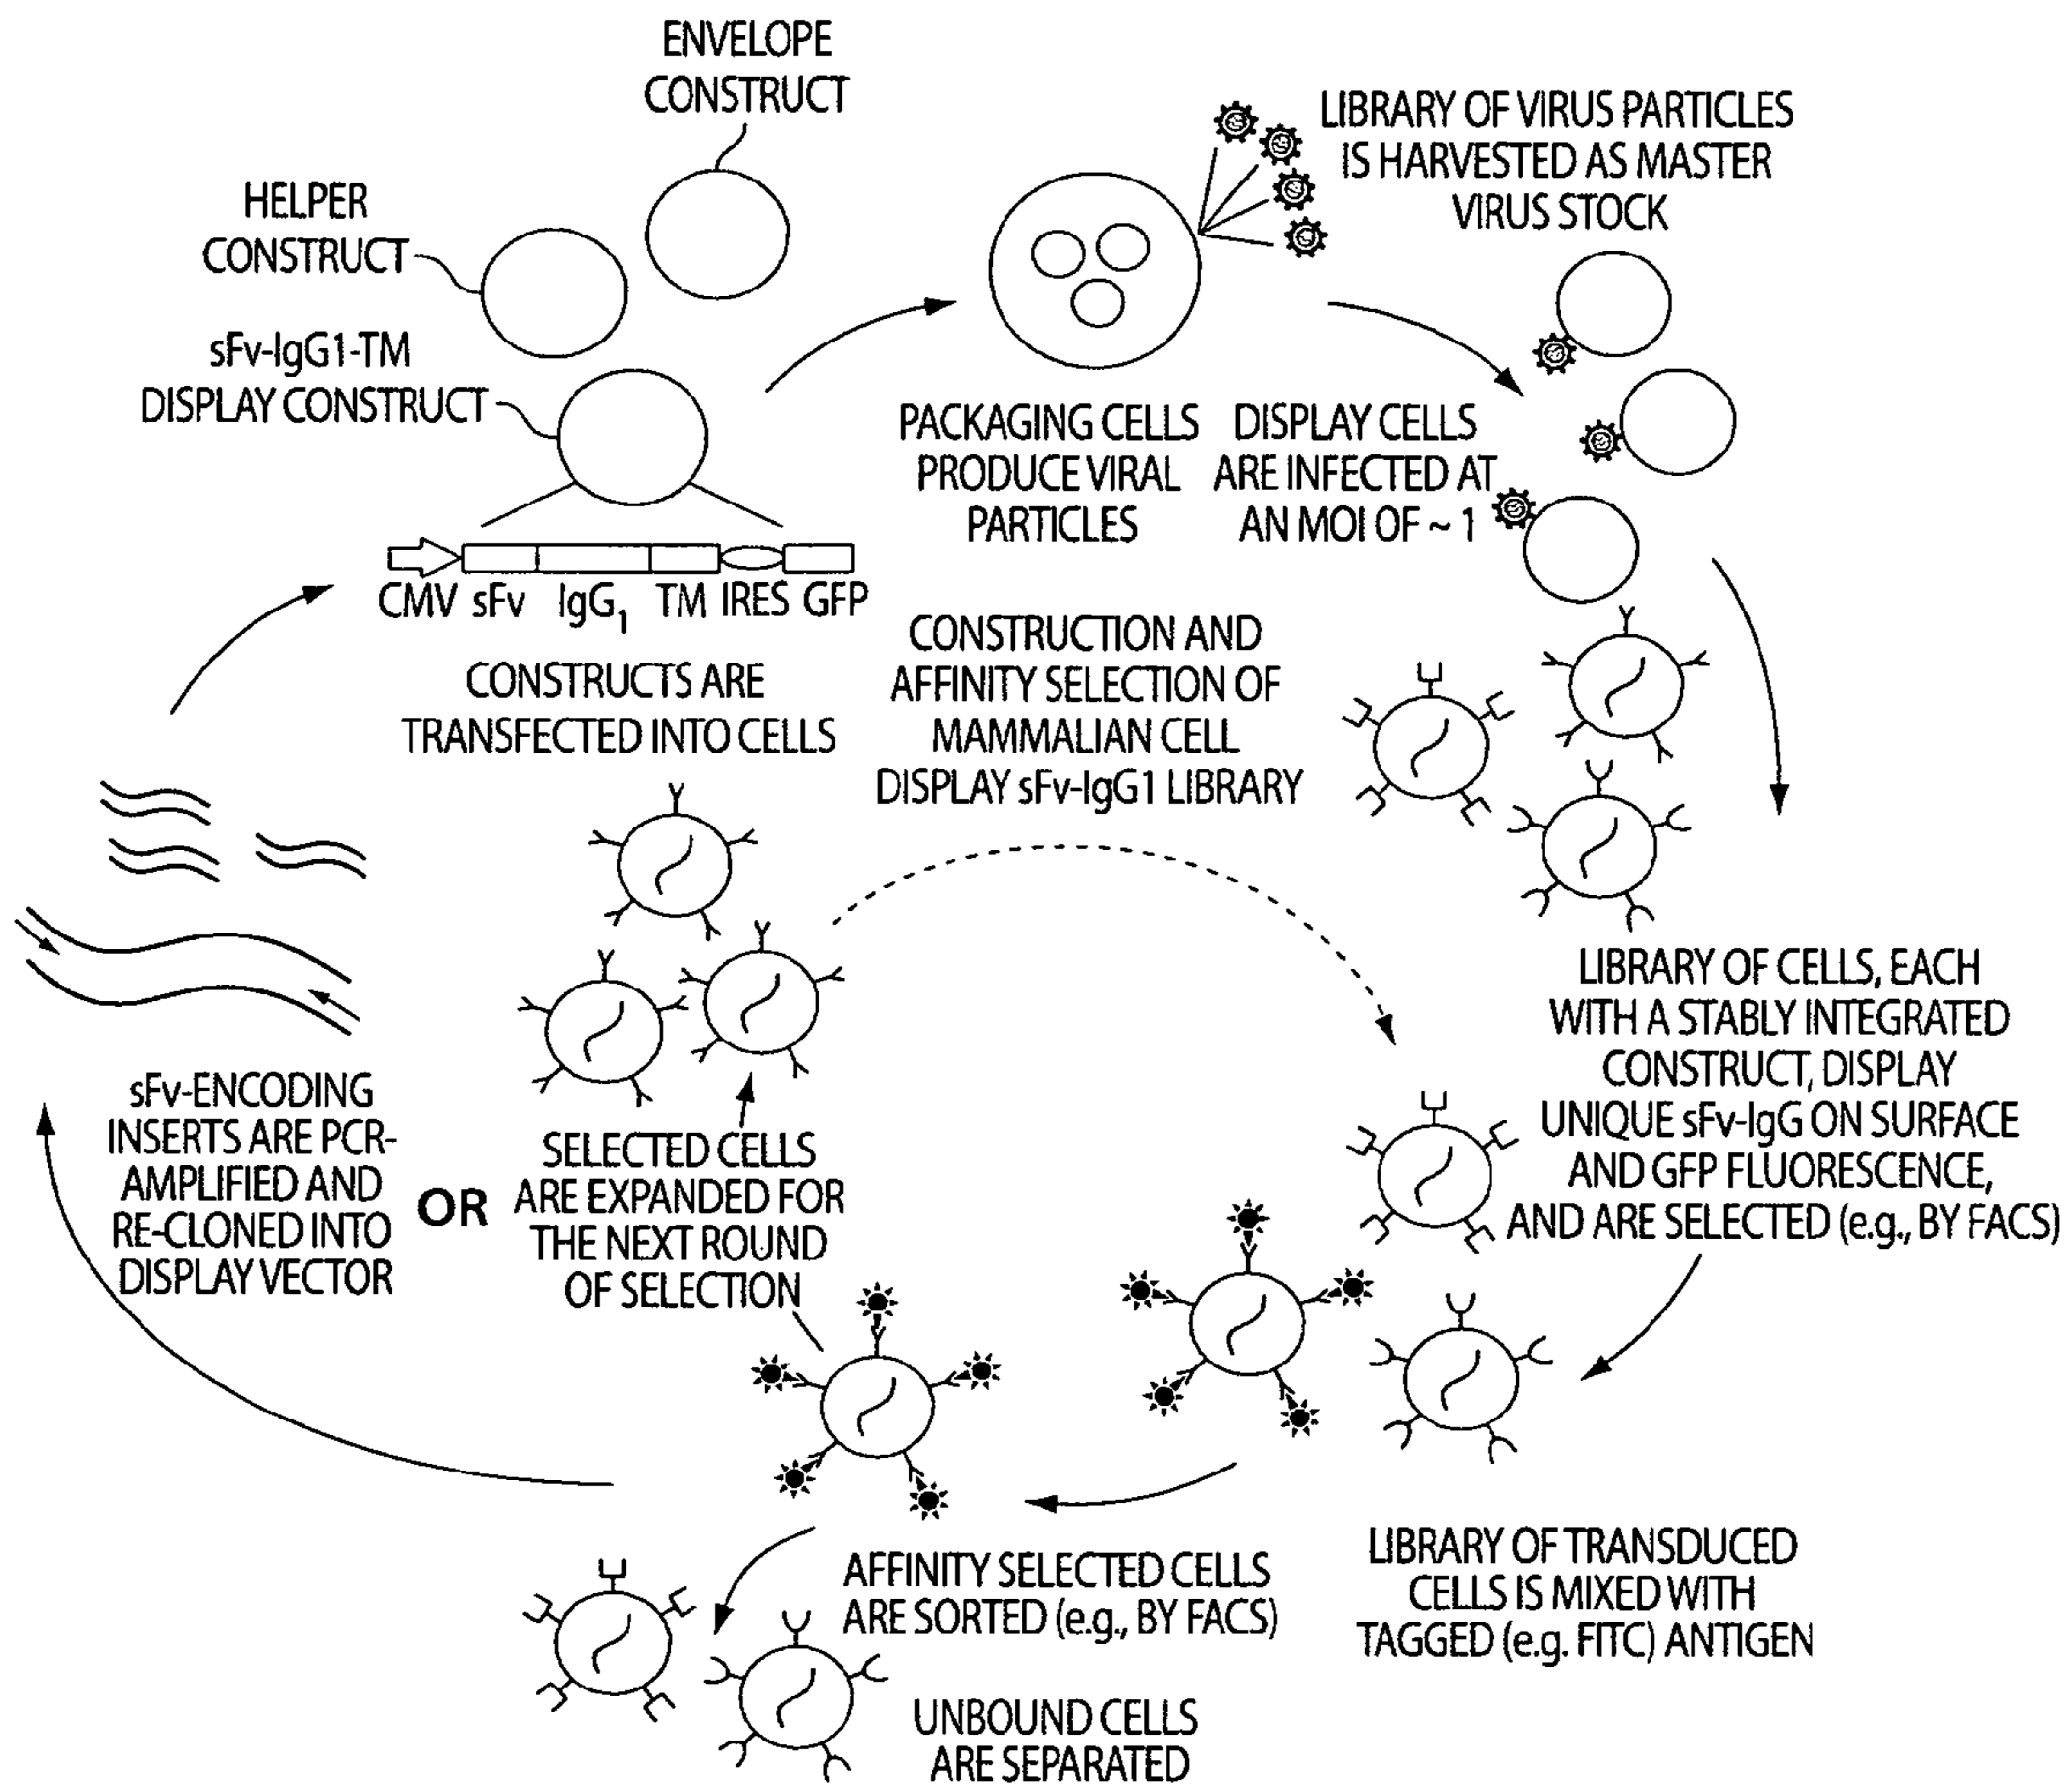 ENVELOPE
CONSTRUCT
HELPER
CONSTRUCT
sFv-IgG1-TM
DISPLAY CONSTRUCT
CMV sFv IgG1 TM IRES GFP
CONSTRUCTS ARE
TRANSFECTED INTO CELLS
LIBRARY OF VIRUS PARTICLES
IS HARVESTED AS MASTER
VIRUS STOCK
PACKAGING CELLS
PRODUCE VIRAL
PARTICLES
DISPLAY CELLS
ARE INFECTED AT
AN MOI OF ~ 1
CONSTRUCTION AND
AFFINITY SELECTION OF
MAMMALIAN CELL
DISPLAY sFv-IgG1 LIBRARY
LIBRARY OF CELLS, EACH
WITH A STABLY INTEGRATED
CONSTRUCT, DISPLAY
UNIQUE sFv-IgG ON SURFACE
AND GFP FLUORESCENCE,
AND ARE SELECTED (e.g., BY FACS)
LIBRARY OF TRANSDUCED
CELLS IS MIXED WITH
TAGGED (e.g. FITC) ANTIGEN
AFFINITY SELECTED CELLS
ARE SORTED (e.g., BY FACS)
UNBOUND CELLS
ARE SEPARATED
SELECTED CELLS
ARE EXPANDED FOR
THE NEXT ROUND
OF SELECTION
OR
sFv-ENCODING
INSERTS ARE PCR-
AMPLIFIED AND
RE-CLONED INTO
DISPLAY VECTOR